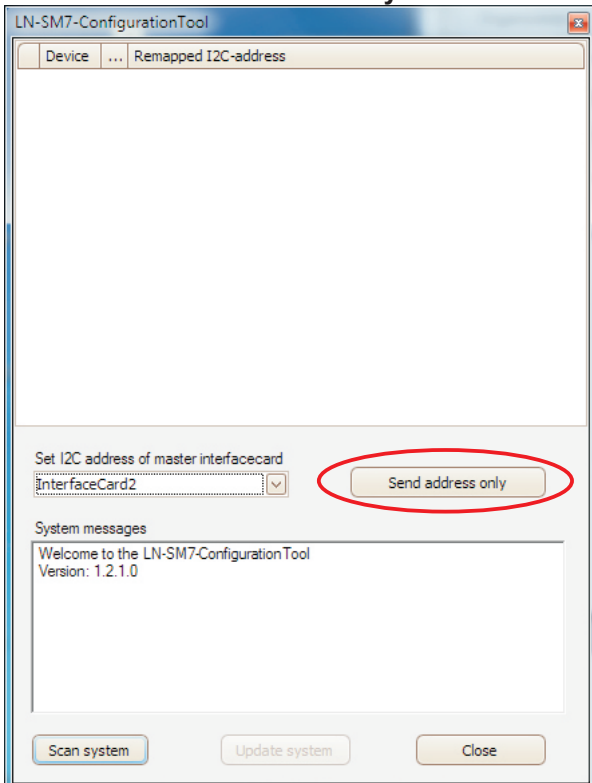 LN-SM7-ConfigurationTool
Device ... Remapped I2C-address
Set I2C address of master interfacecard
InterfaceCard2
Send address only
System messages
Welcome to the LN-SM7-ConfigurationTool
Version: 1.2.1.0
Scan system Update system Close